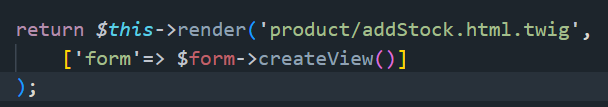 return $this->render('product/addStock.html.twig',
    ['form'=> $form->createView()]
);